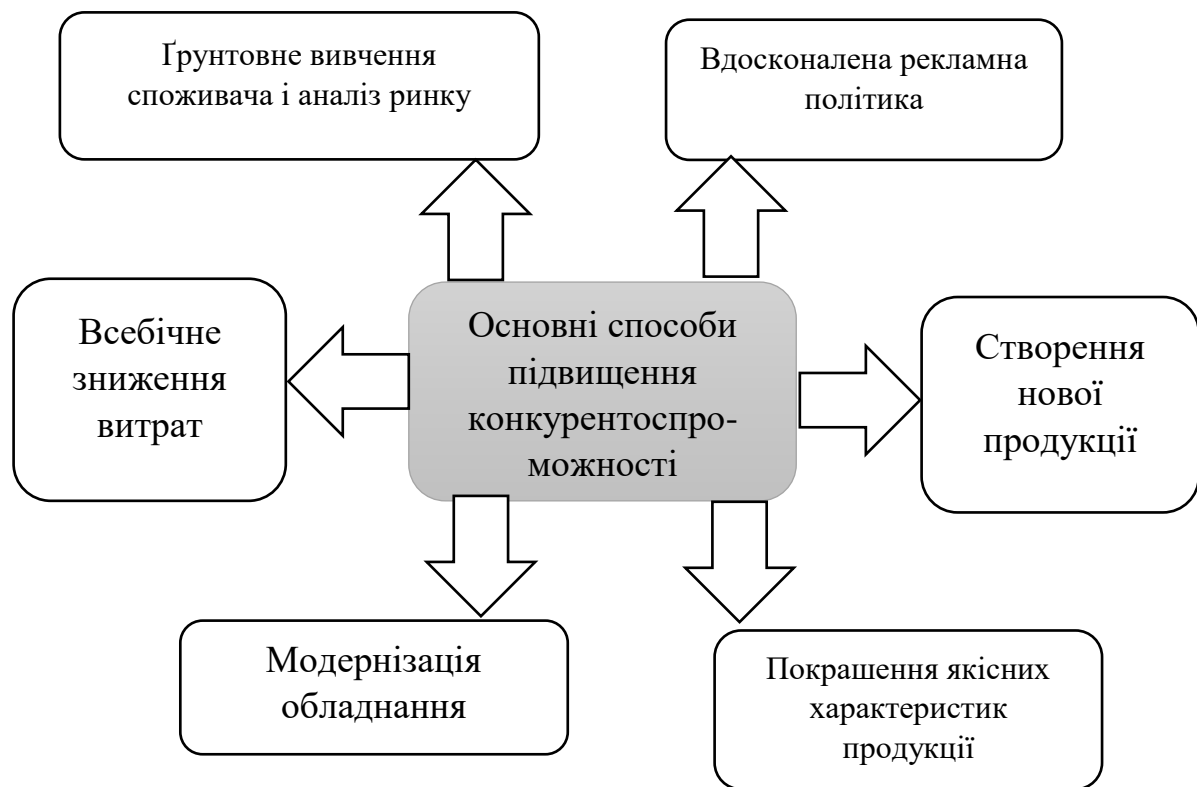 Ґрунтовне вивчення
споживача і аналіз ринку
Вдосконалена рекламна
політика
Всебічне
зниження
витрат
Основні способи
підвищення
конкурентоспро-
можності
Створення
нової
продукції
Модернізація
обладнання
Покрашення якісних
характеристик
продукції